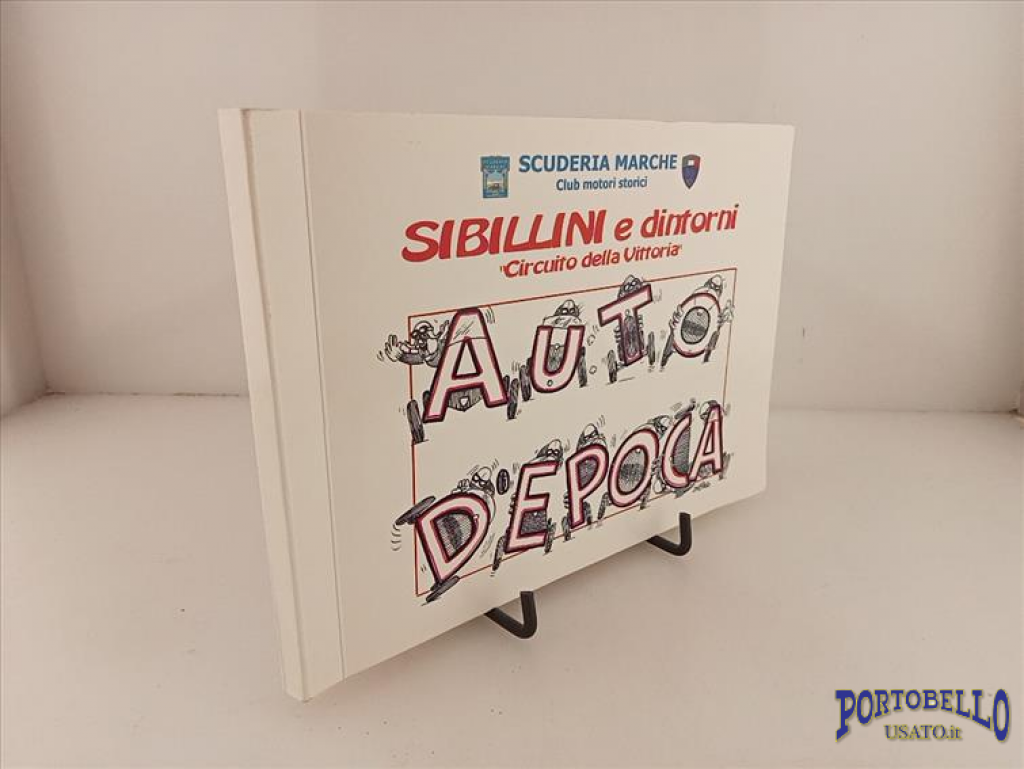 SCUDERIA MARCHE
Club motori storici
SIBILLINI e dintorni
"Circuito della Vittoria"
AUTO
D'EPOCA
PORTOBELLO
USATO.it